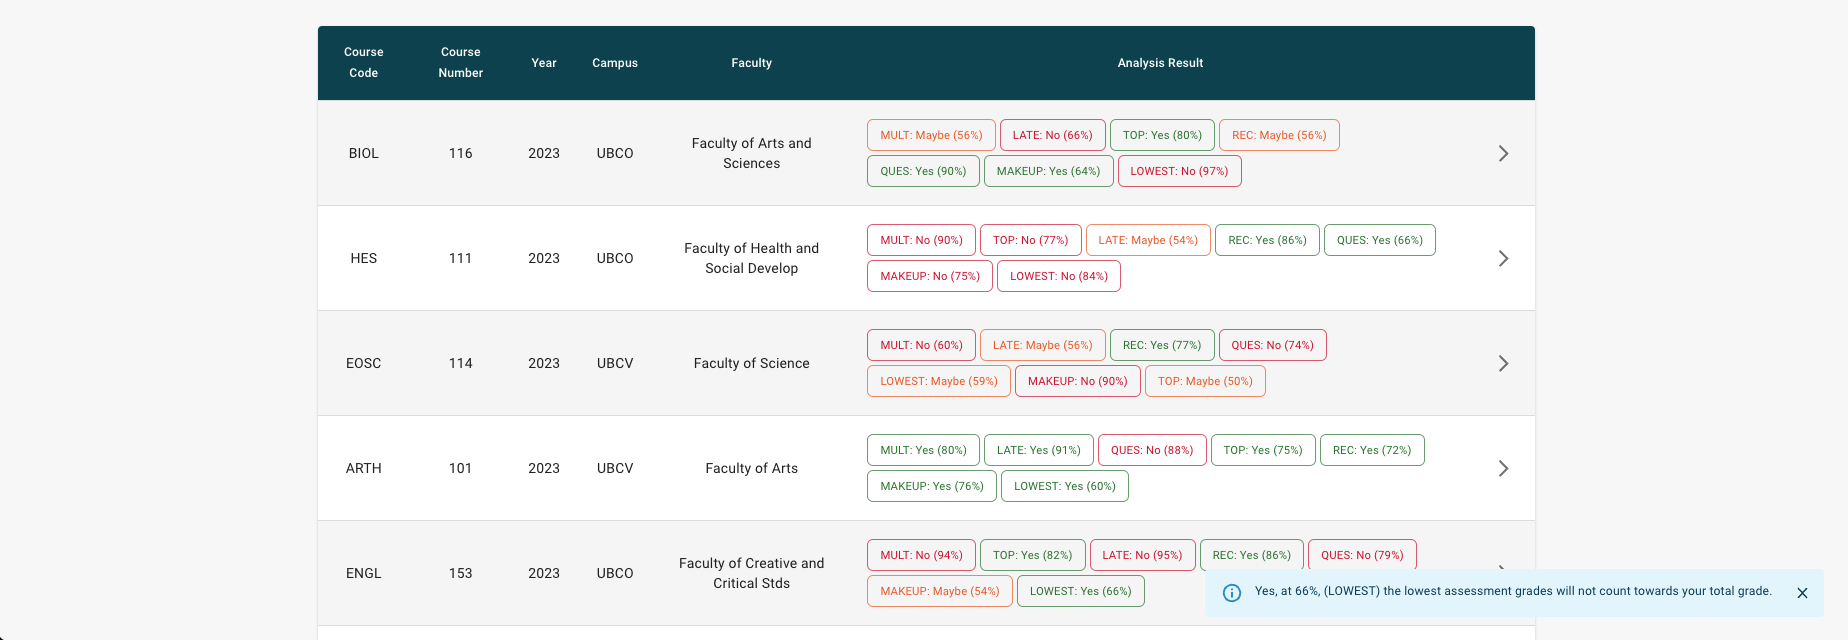 Course Code
Course Number
Year
Campus
Faculty
Analysis Result
BIOL
116
2023
UBCO
Faculty of Arts and
Sciences
MULT: Maybe (56%)
LATE: No (66%)
TOP: Yes (80%)
REC: Maybe (56%)
QUES: Yes (90%)
MAKEUP: Yes (64%)
LOWEST: No (97%)
HES
111
2023
UBCO
Faculty of Health and
Social Develop
MULT: No (90%)
TOP: No (77%)
LATE: Maybe (54%)
REC: Yes (86%)
QUES: Yes (66%)
MAKEUP: No (75%)
LOWEST: No (84%)
EOSC
114
2023
UBCV
Faculty of Science
MULT: No (60%)
LATE: Maybe (56%)
REC: Yes (77%)
QUES: No (74%)
LOWEST: Maybe (59%)
MAKEUP: No (90%)
TOP: Maybe (50%)
ARTH
101
2023
UBCV
Faculty of Arts
MULT: Yes (80%)
LATE: Yes (91%)
QUES: No (88%)
TOP: Yes (75%)
REC: Yes (72%)
MAKEUP: Yes (76%)
LOWEST: Yes (60%)
ENGL
153
2023
UBCO
Faculty of Creative and
Critical Stds
MULT: No (94%)
TOP: Yes (82%)
LATE: No (95%)
REC: Yes (86%)
QUES: No (79%)
MAKEUP: Maybe (54%)
LOWEST: Yes (66%)
Yes, at 66%, (LOWEST) the lowest assessment grades will not count towards your total grade.